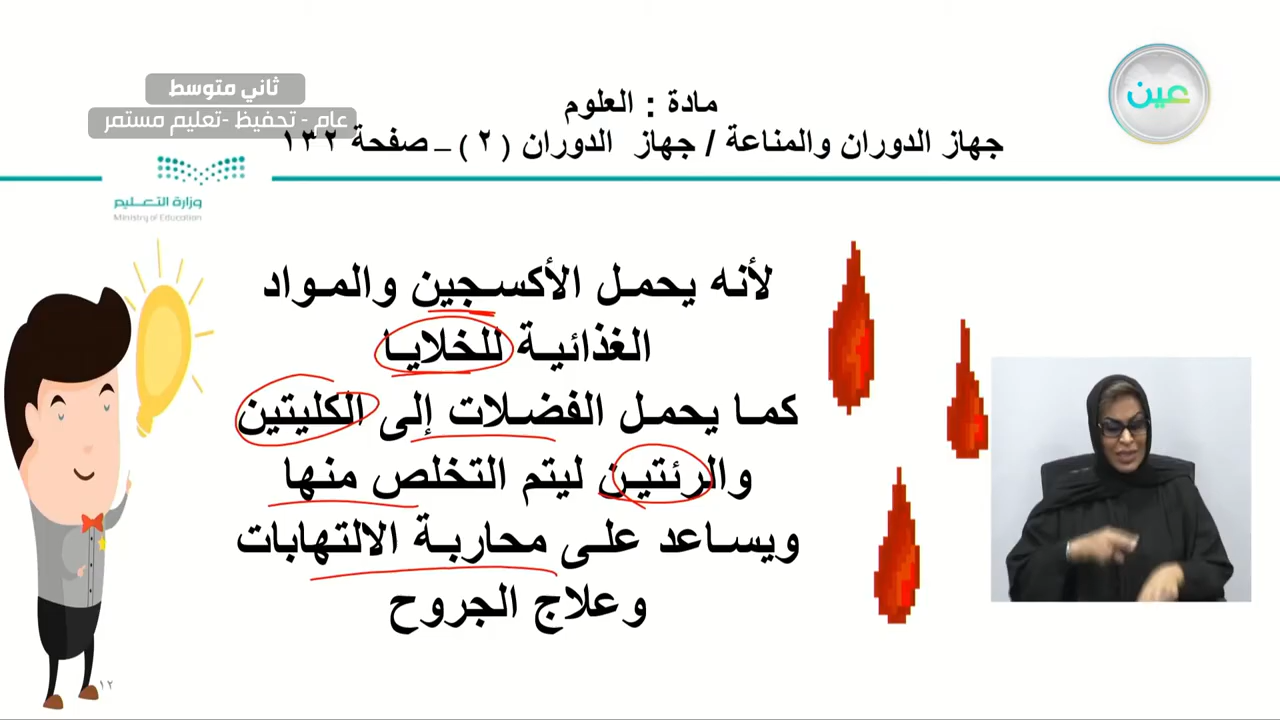 ثاني متوسط
عام - تحفيظ -تعليم مستمر
عين
مادة : العلوم
جهاز الدوران والمناعة / جهاز الدوران (٢) – صفحة ١٣٢
وزارة التعـــليم
Ministry of Education
لأنه يحمل الأكسجين والمواد
الغذائية للخلايا
كما يحمل الفضلات إلى الكليتين
والرئتين ليتم التخلص منها
ويساعد على محاربة الالتهابات
وعلاج الجروح
١٢